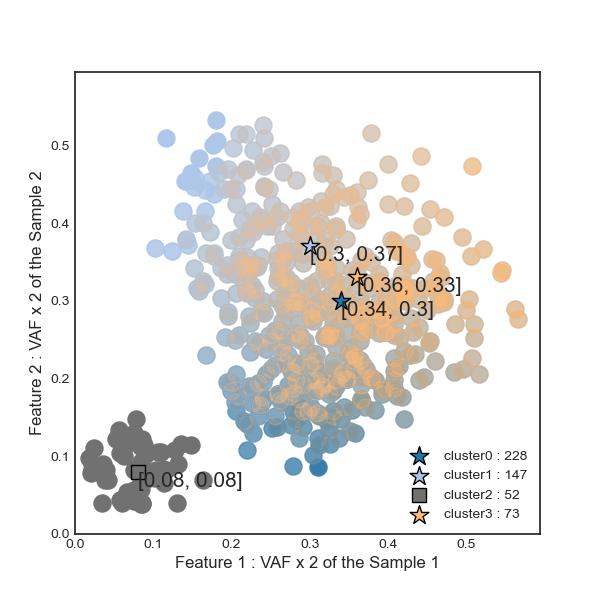 0.5
0.4
0.3
0.2
0.1
0.0
Feature 2 : VAF x 2 of the Sample 2
[0.3, 0.37]
[0.36, 0.33]
[0.34, 0.3]
[0.08, 0.08]
cluster0 : 228
cluster1 : 147
cluster2 : 52
cluster3 : 73
0.0 0.1 0.2 0.3 0.4 0.5
Feature 1 : VAF x 2 of the Sample 1